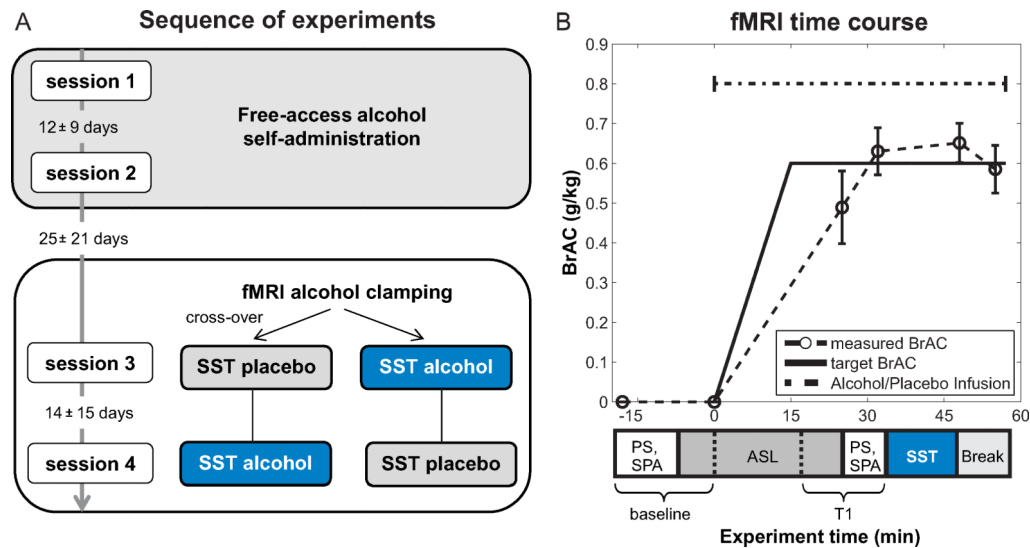 A
Sequence of experiments
session 1
12± 9 days
session 2
Free-access alcohol
self-administration
25± 21 days
fMRI alcohol clamping
cross-over
session 3
SST placebo
SST alcohol
14± 15 days
session 4
SST alcohol
SST placebo
B
fMRI time course
0.9
0.8
0.7
0.6
0.5
0.4
0.3
0.2
0.1
0
BrAC (g/kg)
measured BrAC
target BrAC
Alcohol/Placebo Infusion
-15 0 15 30 45 60
PS,
SPA
ASL
PS,
SPA
SST
Break
baseline
T1
Experiment time (min)